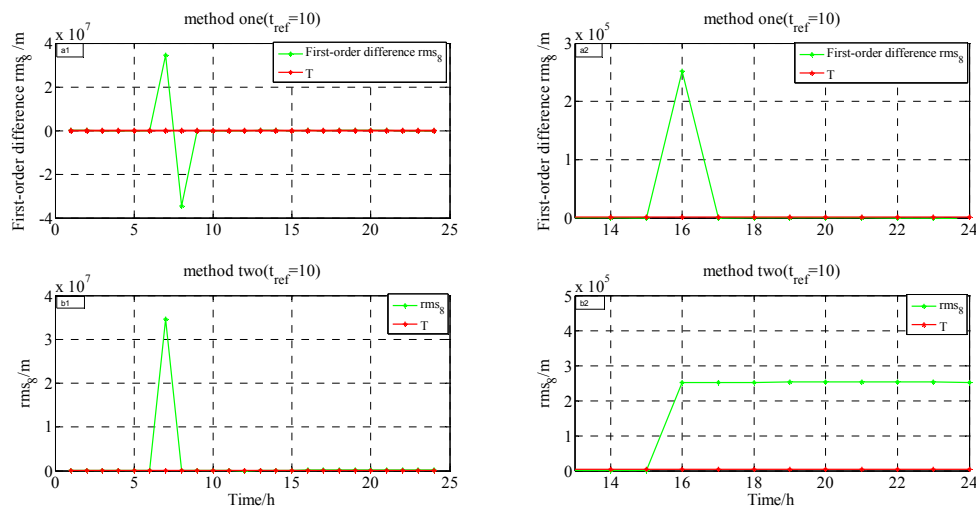 method one(t_ref=10)
x 10^7
a1
First-order difference rms_8
T
First-order difference rms_8 /m
4
2
0
-2
-4
0 5 10 15 20 25
method one(t_ref=10)
x 10^5
a2
First-order difference rms_8
T
First-order difference rms_8 /m
3
2
1
0
14 16 18 20 22 24
method two(t_ref=10)
x 10^7
b1
rms_8
T
rms_8/m
4
3
2
1
0
0 5 10 15 20 25
Time/h
method two(t_ref=10)
x 10^5
b2
rms_8
T
rms_8/m
5
4
3
2
1
0
14 16 18 20 22 24
Time/h